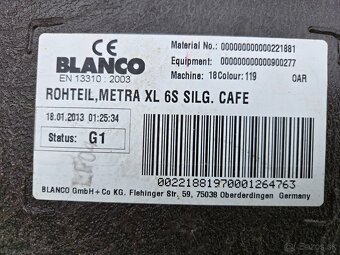 CE
BLANCO
EN 13310 : 2003
Material No.: 000000000000221881
Equipment: 000000000000900277
Machine: 18 Colour: 119 OAR
ROHTEIL,METRA XL 6S SILG. CAFE
18.01.2013 01:25:34
Status: G1
00221881970001264763
BLANCO GmbH+Co KG. Flehinger Str. 59, 75038 Oberderdingen Germany